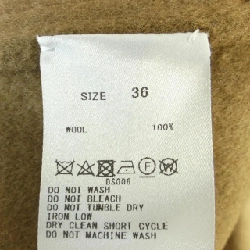 SIZE 36
WOOL 100%
DO NOT WASH
DO NOT BLEACH
DO NOT TUMBLE DRY
IRON LOW
DRY CLEAN SHORT CYCLE
DO NOT MACHINE WASH